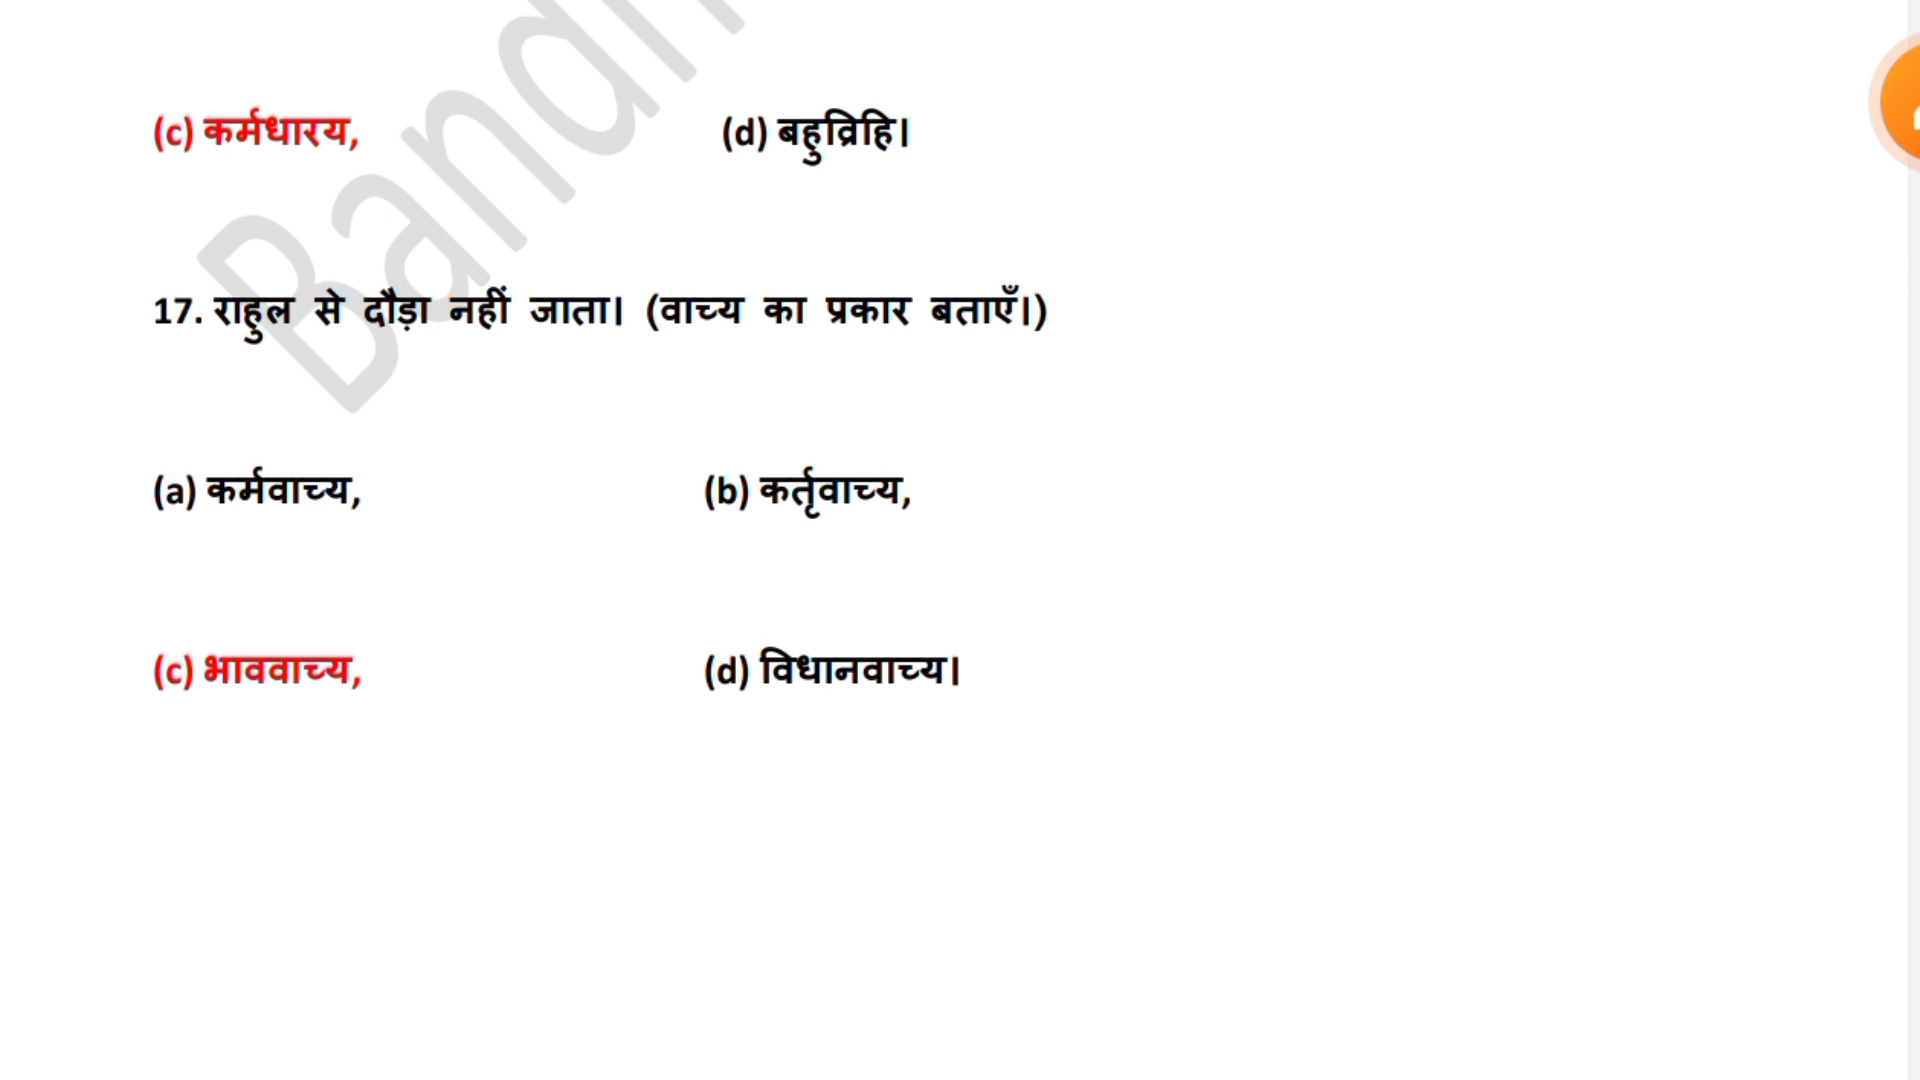 (c) कर्मधारय, (d) बहुव्रिहि।
17. राहुल से दौड़ा नहीं जाता। (वाच्य का प्रकार बताएँ।)
(a) कर्मवाच्य, (b) कर्तृवाच्य,
(c) भाववाच्य, (d) विधानवाच्य।